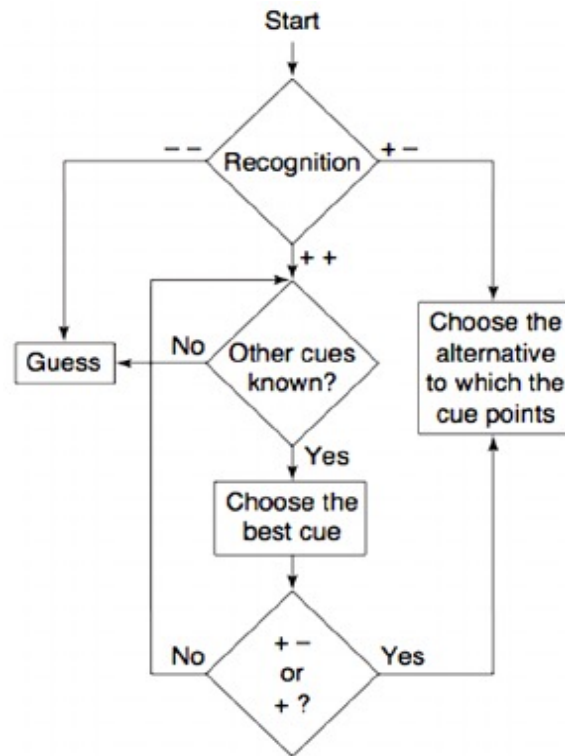 Start
– –
Recognition
+ –
+ +
Guess
No
Other cues
known?
Choose the
alternative
to which the
cue points
Yes
Choose the
best cue
No
+ –
or
+ ?
Yes